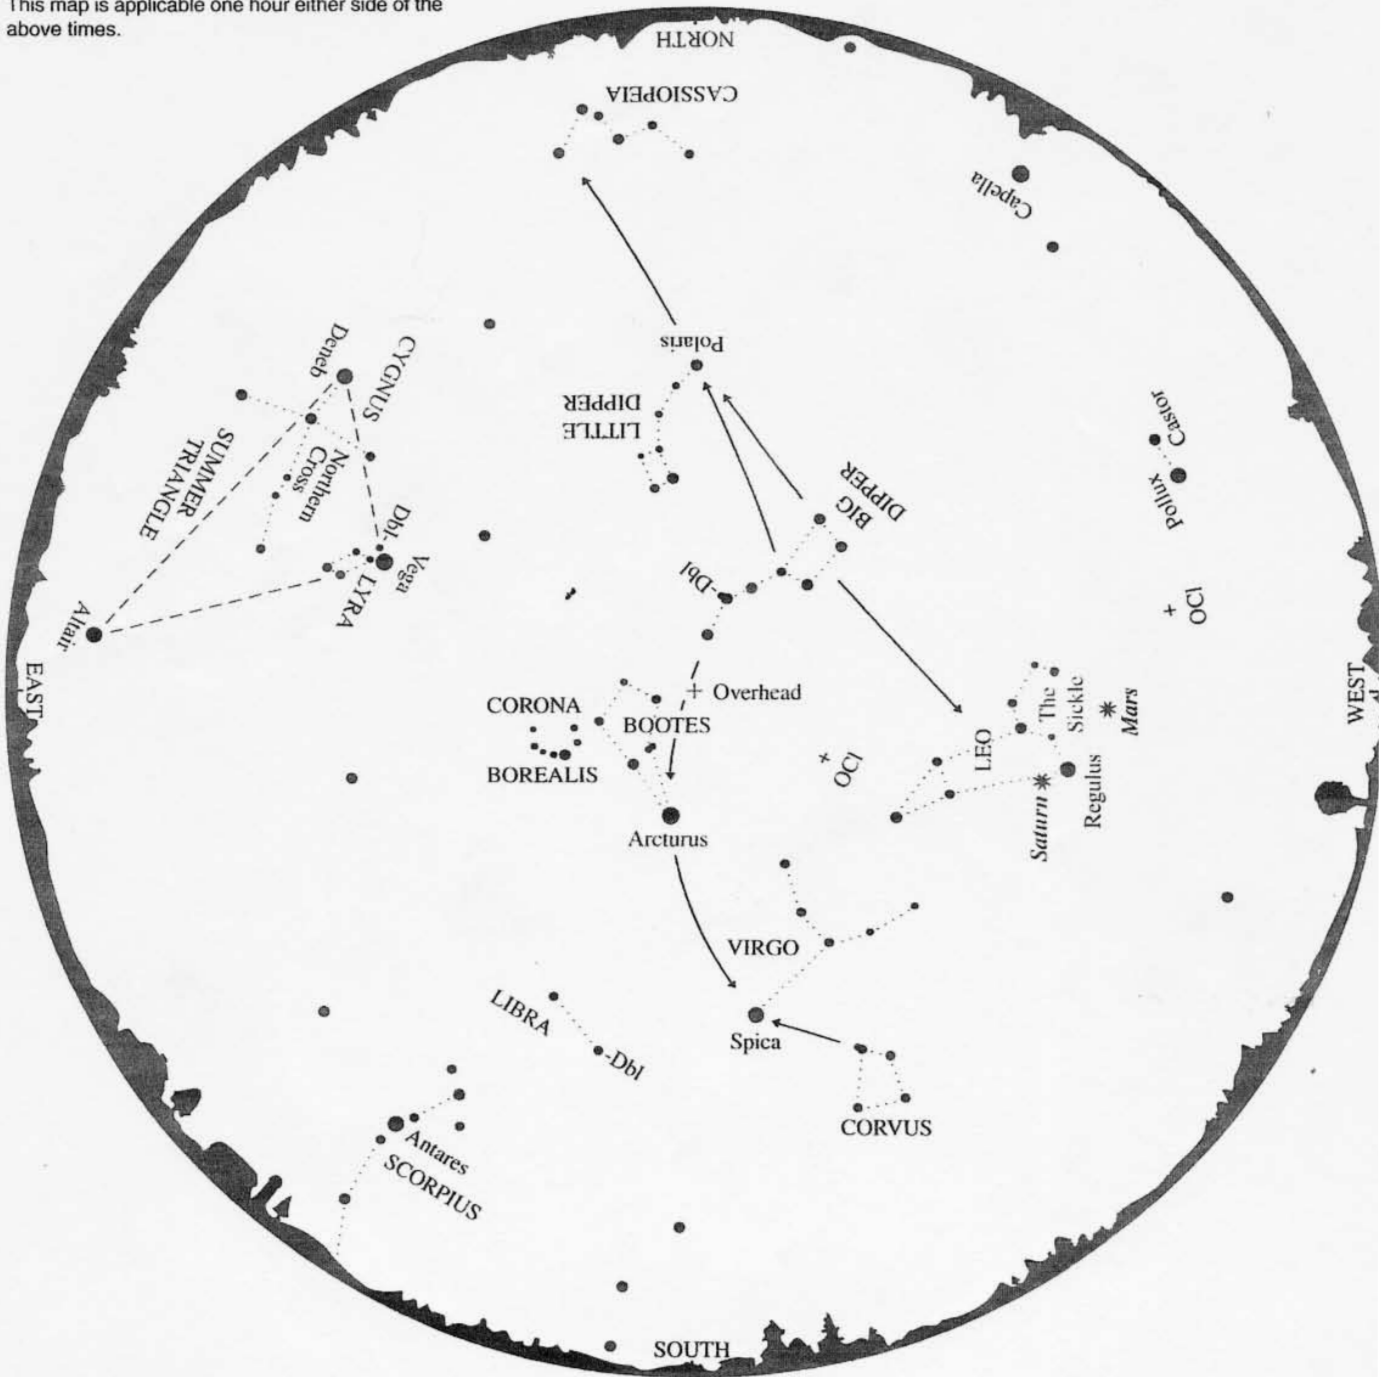 This map is applicable one hour either side of the
above times.
NORTH
CASSIOPEIA
Capella
Polaris
Deneb
CYGNUS
LITTLE
DIPPER
SUMMER
TRIANGLE
Northern
Cross
Castor
Pollux
BIG
DIPPER
Dbl-
Vega
LYRA
-Dbl
OCl
Altair
EAST
WEST
Overhead
CORONA
BOREALIS
BOOTES
The
Sickle
Mars
LEO
OCl
Saturn
Regulus
Arcturus
VIRGO
LIBRA
-Dbl
Spica
CORVUS
Antares
SCORPIUS
SOUTH